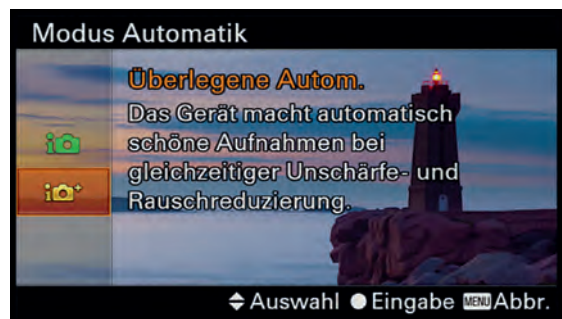 Modus Automatik
Überlegene Autom.
Das Gerät macht automatisch
schöne Aufnahmen bei
gleichzeitiger Unschärfe- und
Rauschreduzierung.
i
i+
Auswahl Eingabe MENU Abbr.